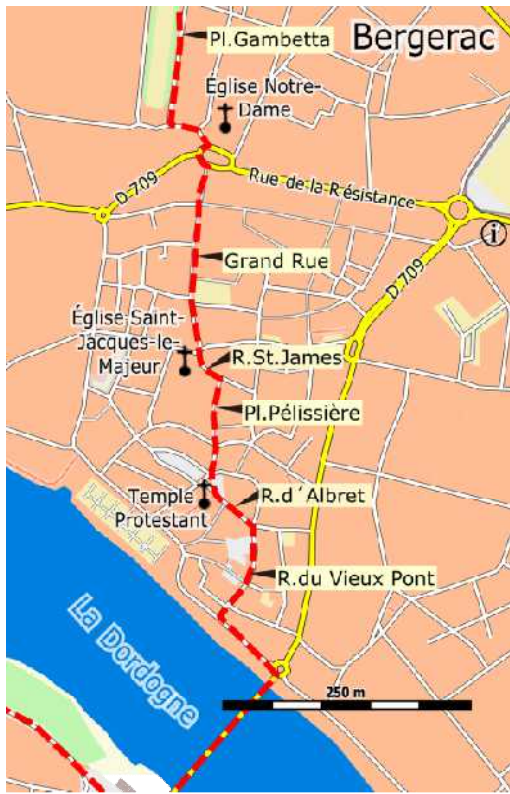 Pl.Gambetta
Bergerac
Église Notre-
Dame
D 709
Rue de la Résistance
i
Grand Rue
D 709
Église Saint-
Jacques-le-
Majeur
R.St.James
Pl.Pélissière
Temple
Protestant
R.d´Albret
R.du Vieux Pont
La Dordogne
250 m